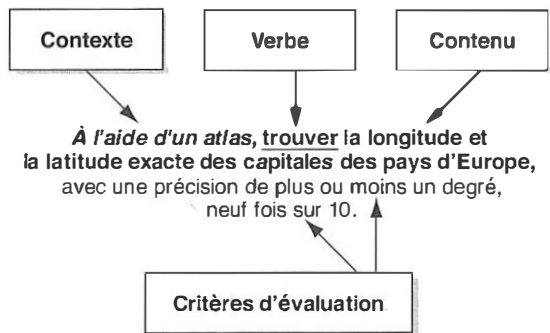 Contexte
Verbe
Contenu
À l'aide d'un atlas, trouver la longitude et
la latitude exacte des capitales des pays d'Europe,
avec une précision de plus ou moins un degré,
neuf fois sur 10.
Critères d'évaluation